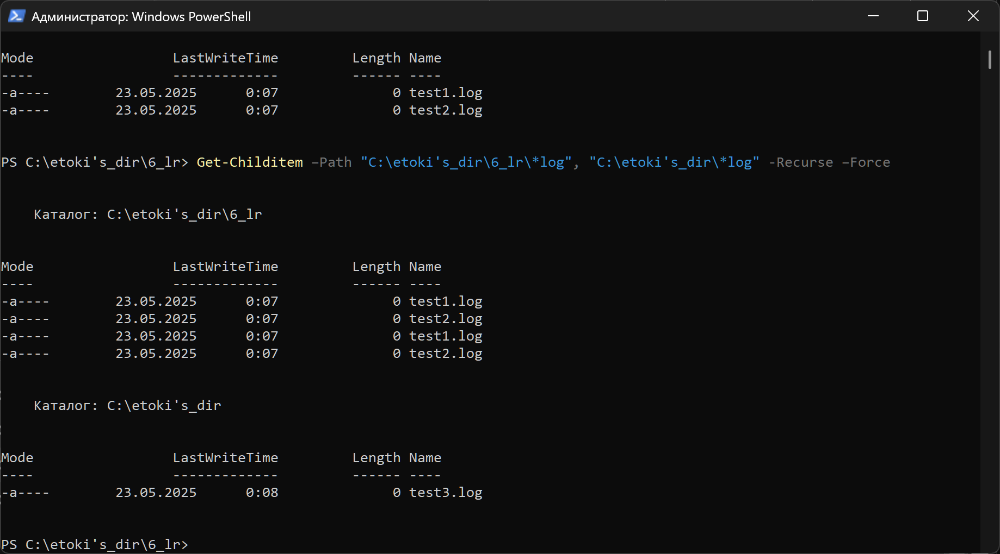 Администратор: Windows PowerShell
Mode                 LastWriteTime         Length Name
----                 -------------         ------ ----
-a----        23.05.2025      0:07              0 test1.log
-a----        23.05.2025      0:07              0 test2.log
PS C:\etoki's_dir\6_lr> Get-Childitem –Path "C:\etoki's_dir\6_lr\*log", "C:\etoki's_dir\*log" -Recurse –Force
    Каталог: C:\etoki's_dir\6_lr
Mode                 LastWriteTime         Length Name
----                 -------------         ------ ----
-a----        23.05.2025      0:07              0 test1.log
-a----        23.05.2025      0:07              0 test2.log
-a----        23.05.2025      0:07              0 test1.log
-a----        23.05.2025      0:07              0 test2.log
    Каталог: C:\etoki's_dir
Mode                 LastWriteTime         Length Name
----                 -------------         ------ ----
-a----        23.05.2025      0:08              0 test3.log
PS C:\etoki's_dir\6_lr>